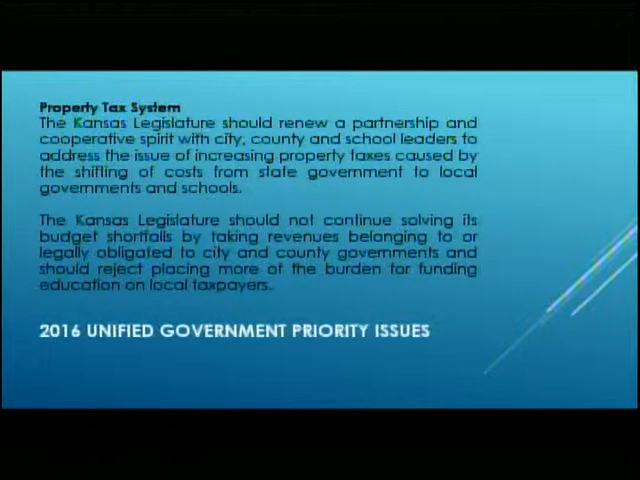 Property Tax System
The Kansas Legislature should renew a partnership and
cooperative spirit with city, county and school leaders to
address the issue of increasing property taxes caused by
the shifting of costs from state government to local
governments and schools.
The Kansas Legislature should not continue solving its
budget shortfalls by taking revenues belonging to or
legally obligated to city and county governments and
should reject placing more of the burden for funding
education on local taxpayers.
2016 UNIFIED GOVERNMENT PRIORITY ISSUES